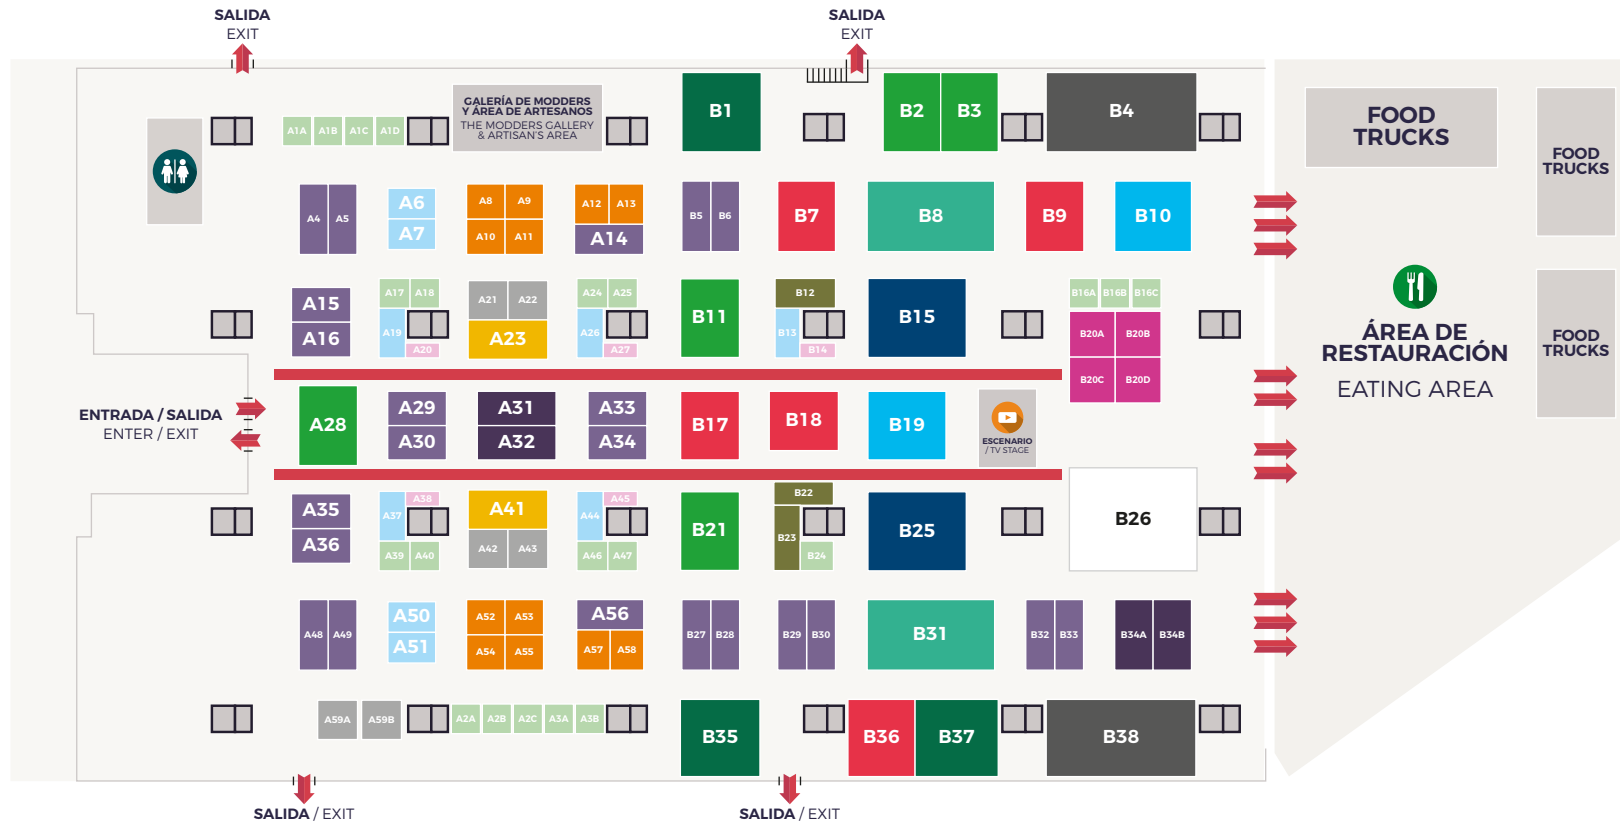 SALIDA
EXIT
SALIDA
EXIT
GALERÍA DE MODDERS
Y ÁREA DE ARTESANOS
THE MODDERS GALLERY
& ARTISAN'S AREA
B1
B2 B3
B4
A1A A1B A1C A1D
FOOD
TRUCKS
FOOD
TRUCKS
A4 A5
A6
A7
A8 A9
A10 A11
A12 A13
A14
B5 B6
B7
B8
B9
B10
A15
A16
A17 A18
A19
A20
A21 A22
A23
A24 A25
A26
A27
B11
B12
B13
B14
B15
B16A B16B B16C
B20A B20B
B20C B20D
ÁREA DE
RESTAURACIÓN
EATING AREA
FOOD
TRUCKS
ENTRADA / SALIDA
ENTER / EXIT
A28
A29
A30
A31
A32
A33
A34
B17
B18
B19
ESCENARIO
/ TV STAGE
A35
A36
A37
A38
A39 A40
A41
A42 A43
A44
A45
A46 A47
B21
B22
B23
B24
B25
B26
A48 A49
A50
A51
A52 A53
A54 A55
A56
A57 A58
B27 B28
B29 B30
B31
B32 B33
B34A B34B
A59A A59B
A2A A2B A2C A3A A3B
B35
B36 B37
B38
SALIDA / EXIT
SALIDA / EXIT